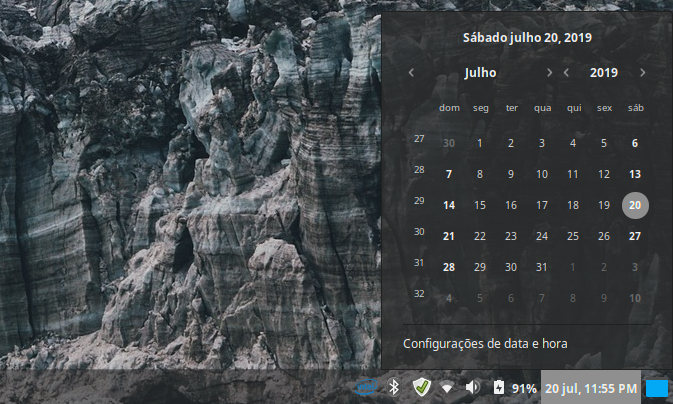 Sábado julho 20, 2019
Julho 2019
dom seg ter qua qui sex sáb
27 30 1 2 3 4 5 6
28 7 8 9 10 11 12 13
29 14 15 16 17 18 19 20
30 21 22 23 24 25 26 27
31 28 29 30 31 1 2 3
32 4 5 6 7 8 9 10
Configurações de data e hora
91% 20 jul, 11:55 PM